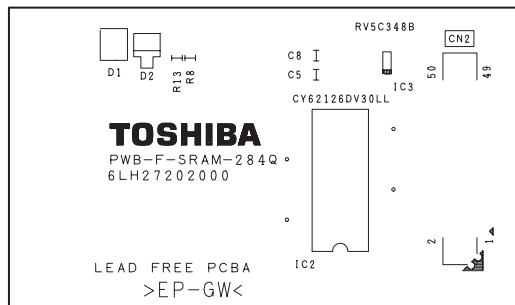 RV5C348B
CN2
C8
C5
D1
D2
R13
R8
IC3
50
49
CY62126DV30LL
TOSHIBA
PWB-F-SRAM-284Q
6LH27202000
2
1
IC2
LEAD FREE PCBA
>EP-GW<